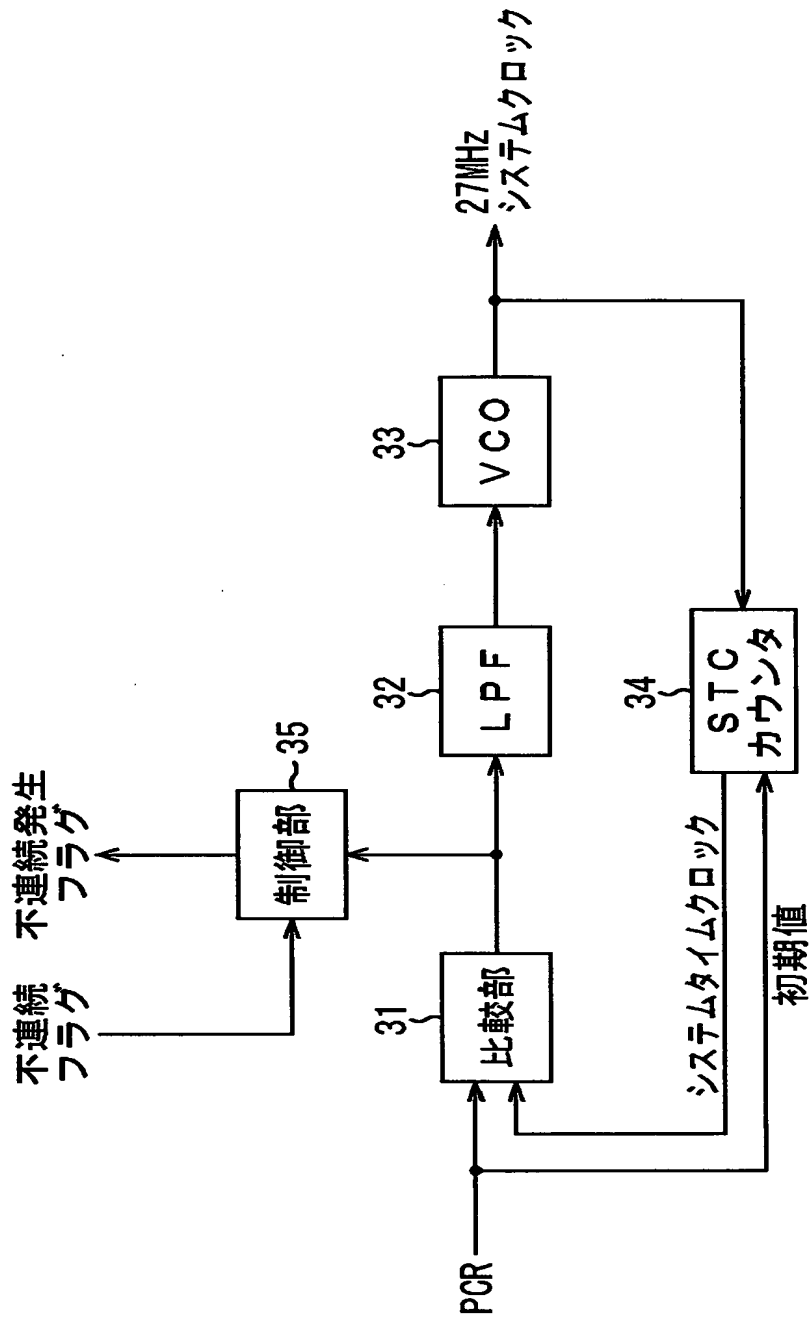 不連続
フラグ
不連続発生
フラグ
35
制御部
31
比較部
32
LPF
33
VCO
27MHz
システムクロック
PCR
システムタイムクロック
初期値
34
STC
カウンタ